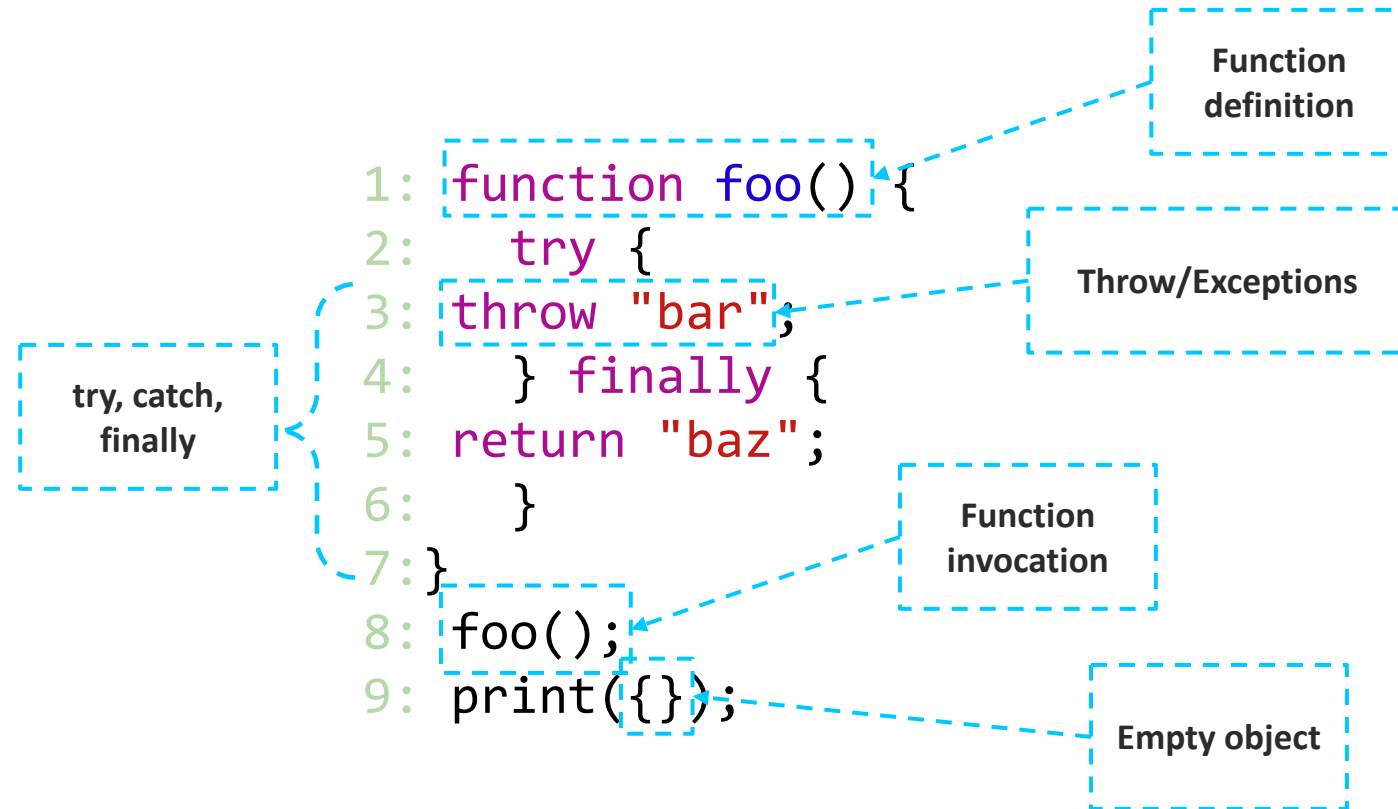 Function
definition
1: function foo() {
2: try {
Throw/Exceptions
3: throw "bar";
4: } finally {
try, catch,
finally
5: return "baz";
6: }
Function
invocation
7:}
8: foo();
9: print({});
Empty object